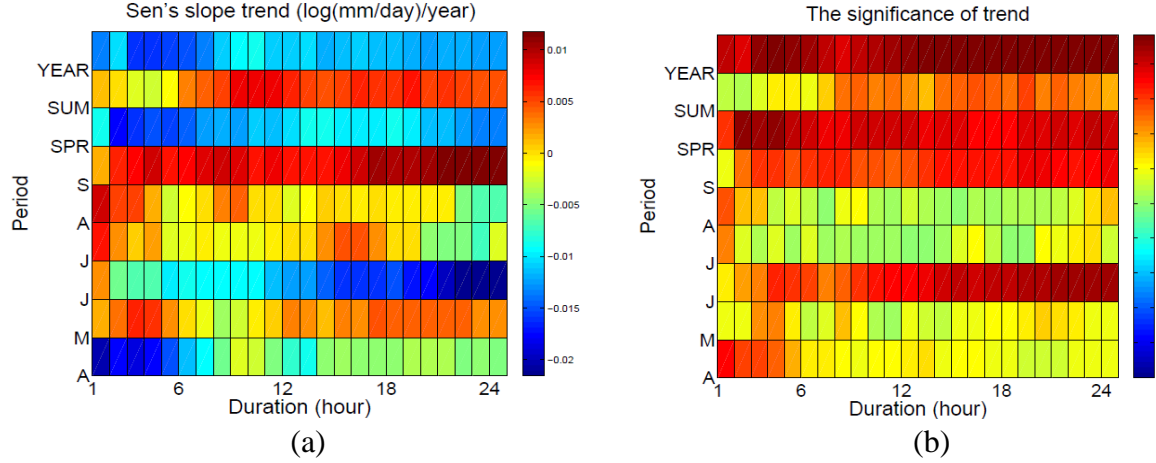 Sen's slope trend (log(mm/day)/year)
YEAR
SUM
SPR
S
A
J
J
M
A
Period
1 6 12 18 24
Duration (hour)
0.01
0.005
0
−0.005
−0.01
−0.015
−0.02
(a)
The significance of trend
YEAR
SUM
SPR
S
A
J
J
M
A
Period
1 6 12 18 24
Duration (hour)
(b)